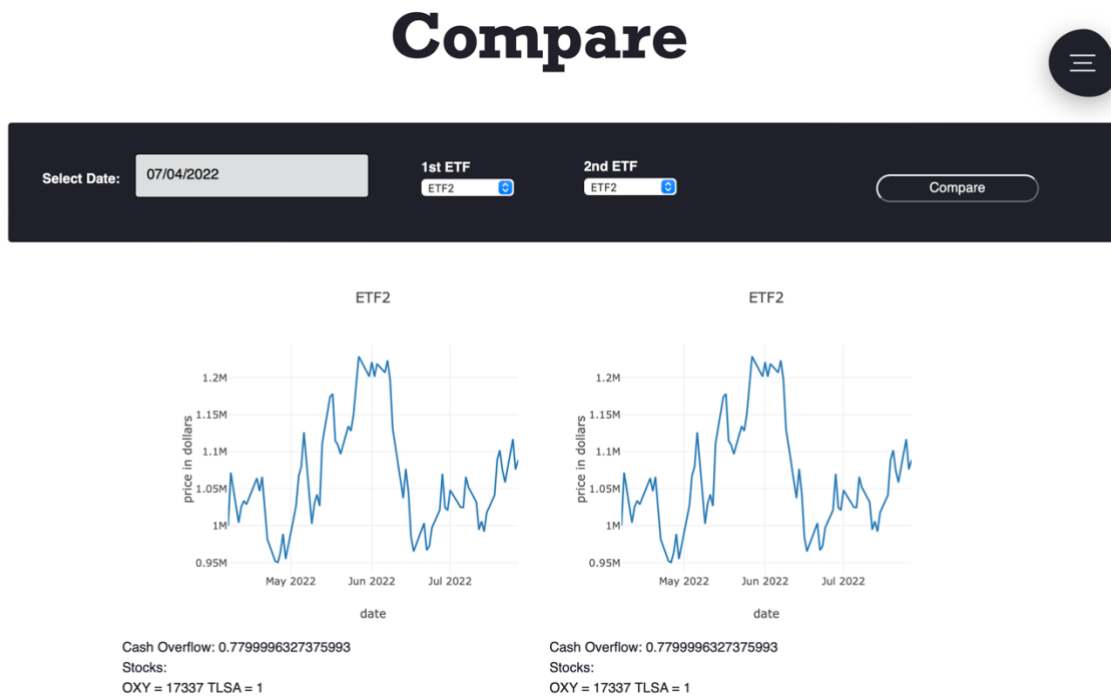 Compare
Select Date: 07/04/2022
1st ETF
ETF2
2nd ETF
ETF2
Compare
ETF2
1.2M
1.15M
1.1M
1.05M
1M
0.95M
price in dollars
May 2022 Jun 2022 Jul 2022
date
Cash Overflow: 0.7799996327375993
Stocks:
OXY = 17337 TLSA = 1
ETF2
1.2M
1.15M
1.1M
1.05M
1M
0.95M
price in dollars
May 2022 Jun 2022 Jul 2022
date
Cash Overflow: 0.7799996327375993
Stocks:
OXY = 17337 TLSA = 1